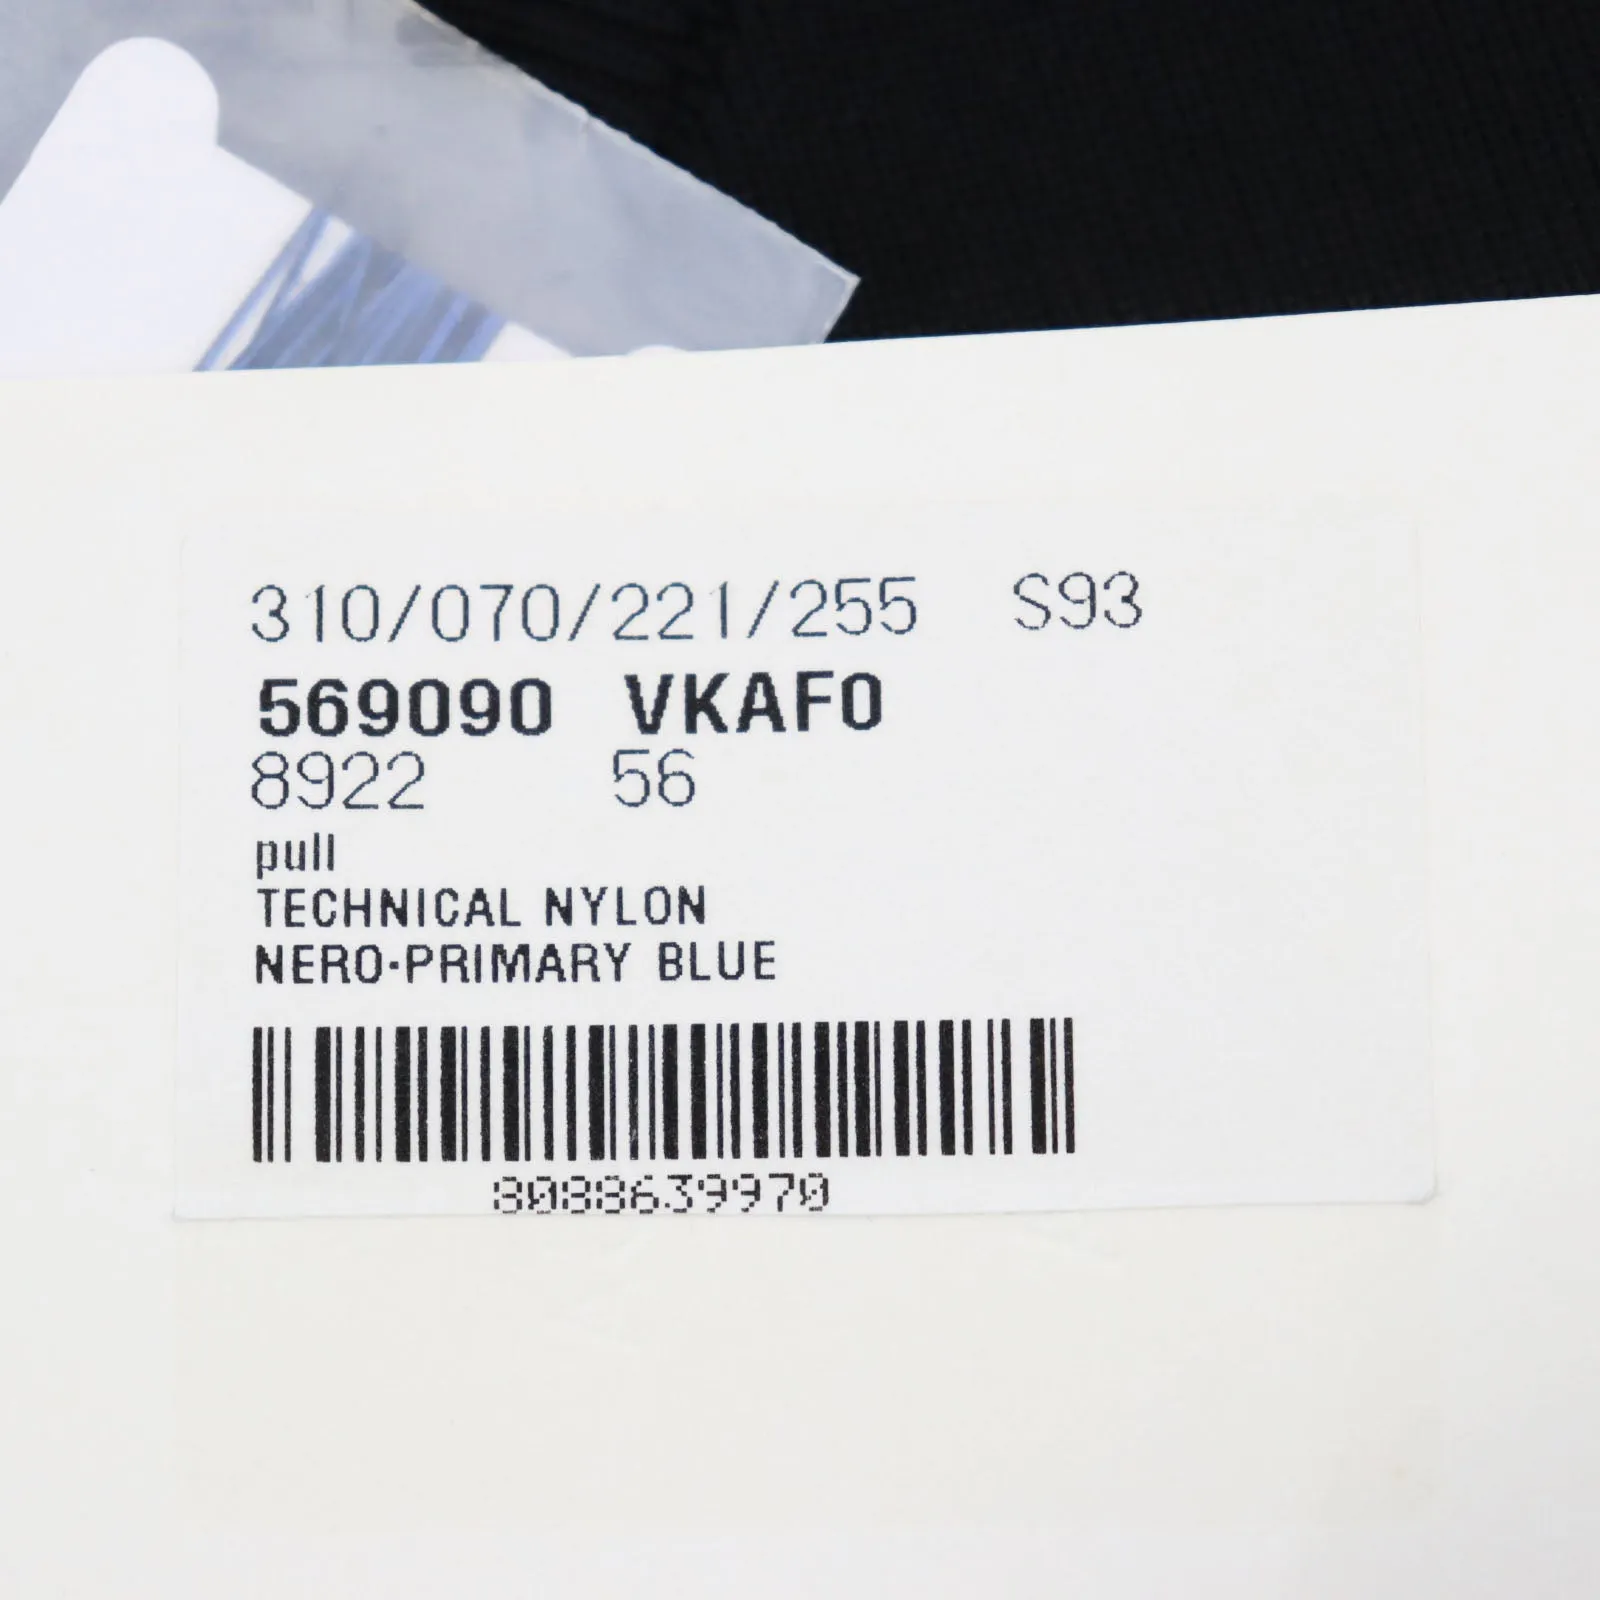 310/070/221/255 S93
569090 VKAF0
8922 56
pull
TECHNICAL NYLON
NERO-PRIMARY BLUE
8088639970